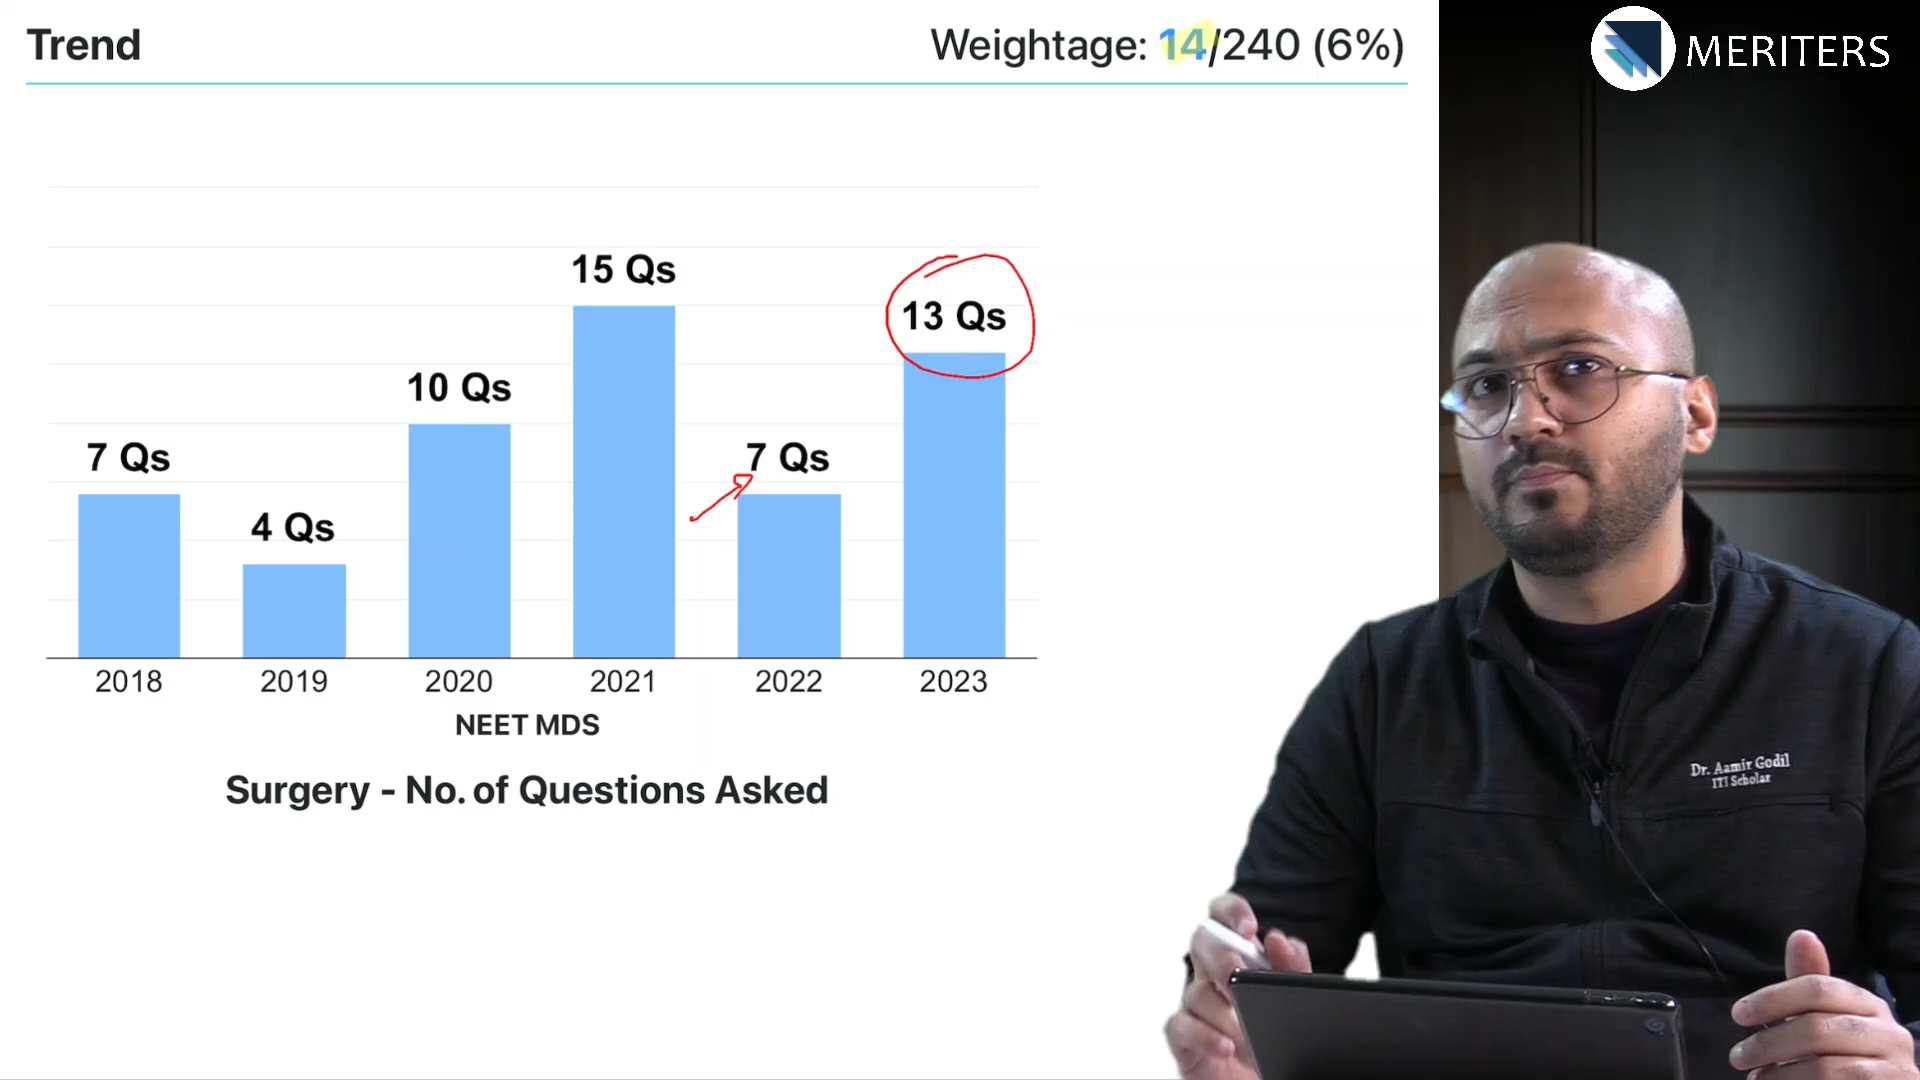 Trend
Weightage: 14/240 (6%)
MERITERS
15 Qs
13 Qs
10 Qs
7 Qs
7 Qs
4 Qs
2018 2019 2020 2021 2022 2023
NEET MDS
Surgery - No. of Questions Asked
Dr. Aamir Godil
ITI Scholar